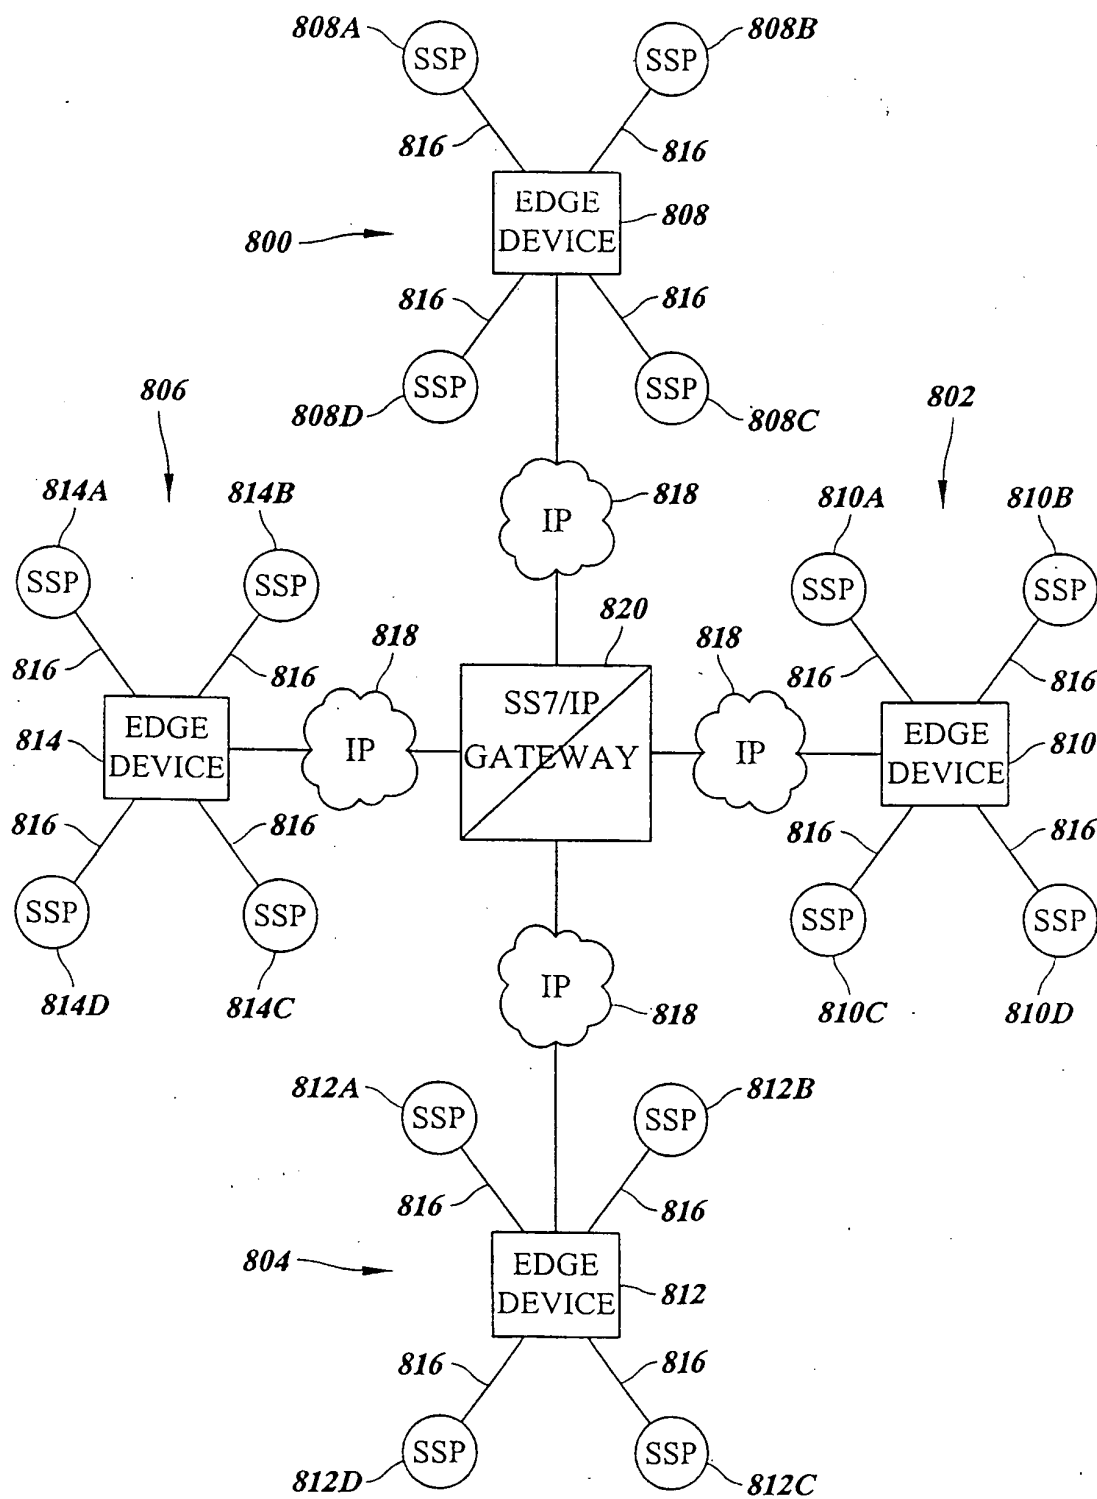 808A
SSP
SSP
808B
816
816
EDGE
DEVICE
808
800
816
816
SSP
SSP
808D
808C
806
802
IP
818
814A
814B
810A
810B
SSP
SSP
SSP
SSP
820
818
818
816
816
816
816
SS7/IP
GATEWAY
814
EDGE
DEVICE
IP
IP
EDGE
DEVICE
810
816
816
816
816
SSP
SSP
SSP
SSP
814D
814C
810C
810D
IP
818
812A
SSP
SSP
812B
816
816
804
EDGE
DEVICE
812
816
816
SSP
SSP
812D
812C